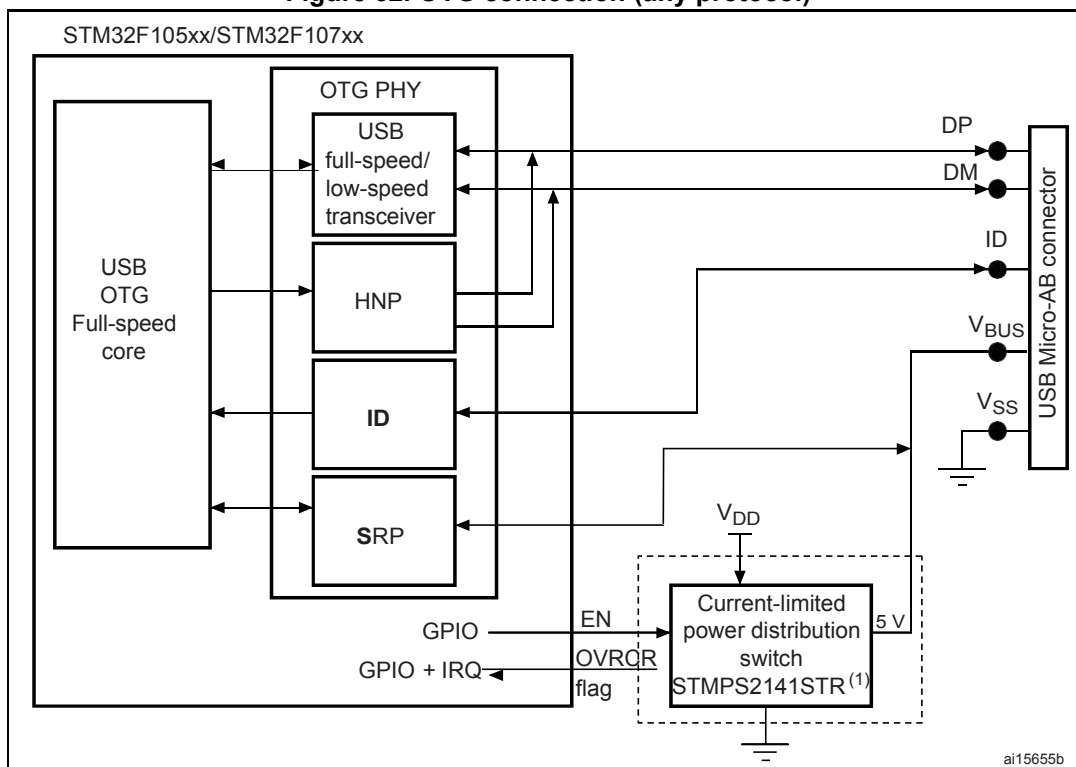 STM32F105xx/STM32F107xx
OTG PHY
USB
full-speed/
low-speed
transceiver
HNP
ID
SRP
USB
OTG
Full-speed
core
DP
DM
ID
VBUS
VSS
USB Micro-AB connector
VDD
Current-limited
power distribution
switch
STMPS2141STR(1)
5 V
GPIO
EN
GPIO + IRQ
OVRCR
flag
ai15655b